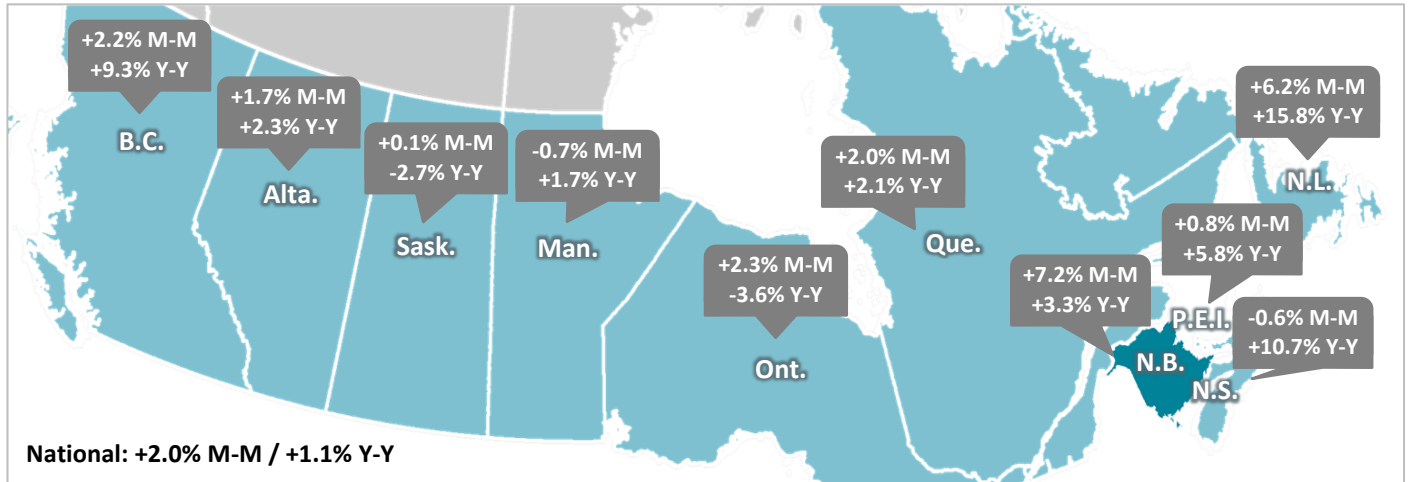 +2.2% M-M
+9.3% Y-Y
B.C.
+1.7% M-M
+2.3% Y-Y
Alta.
+0.1% M-M
-2.7% Y-Y
Sask.
-0.7% M-M
+1.7% Y-Y
Man.
+2.3% M-M
-3.6% Y-Y
Ont.
+2.0% M-M
+2.1% Y-Y
Que.
+6.2% M-M
+15.8% Y-Y
N.L.
+0.8% M-M
+5.8% Y-Y
P.E.I.
+7.2% M-M
+3.3% Y-Y
N.B.
-0.6% M-M
+10.7% Y-Y
N.S.
National: +2.0% M-M / +1.1% Y-Y